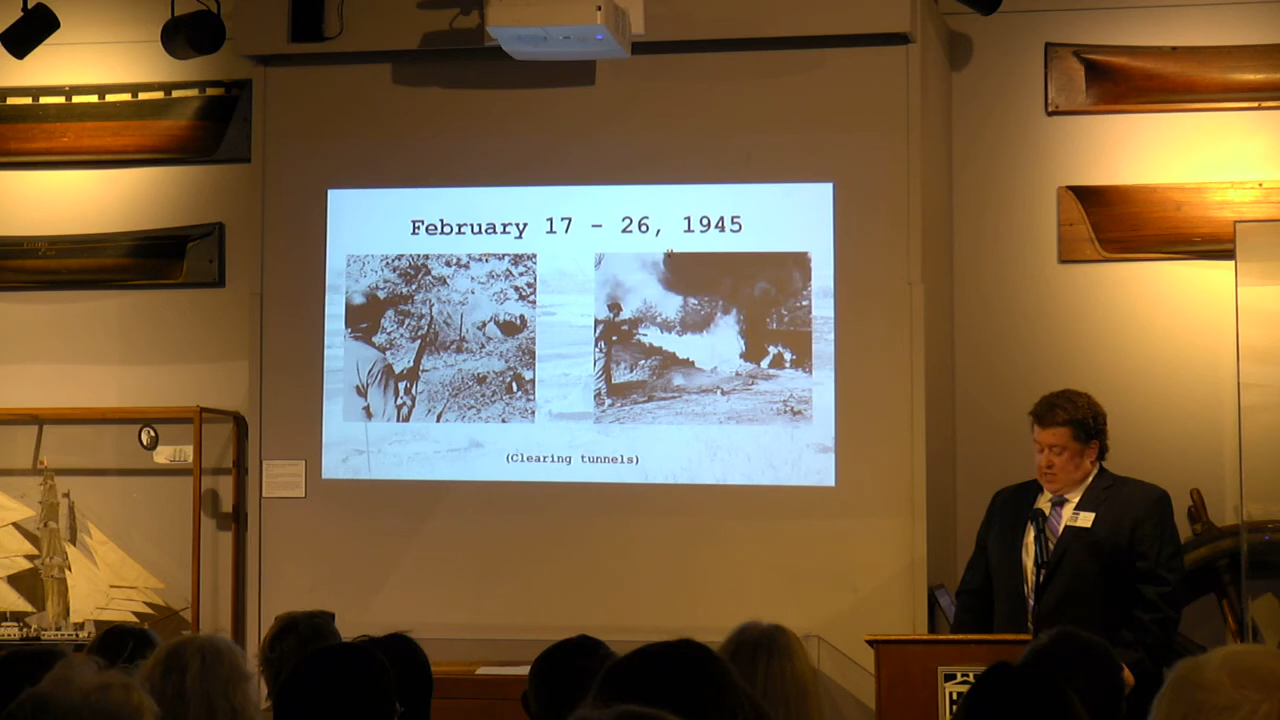 February 17 – 26, 1945
(Clearing tunnels)